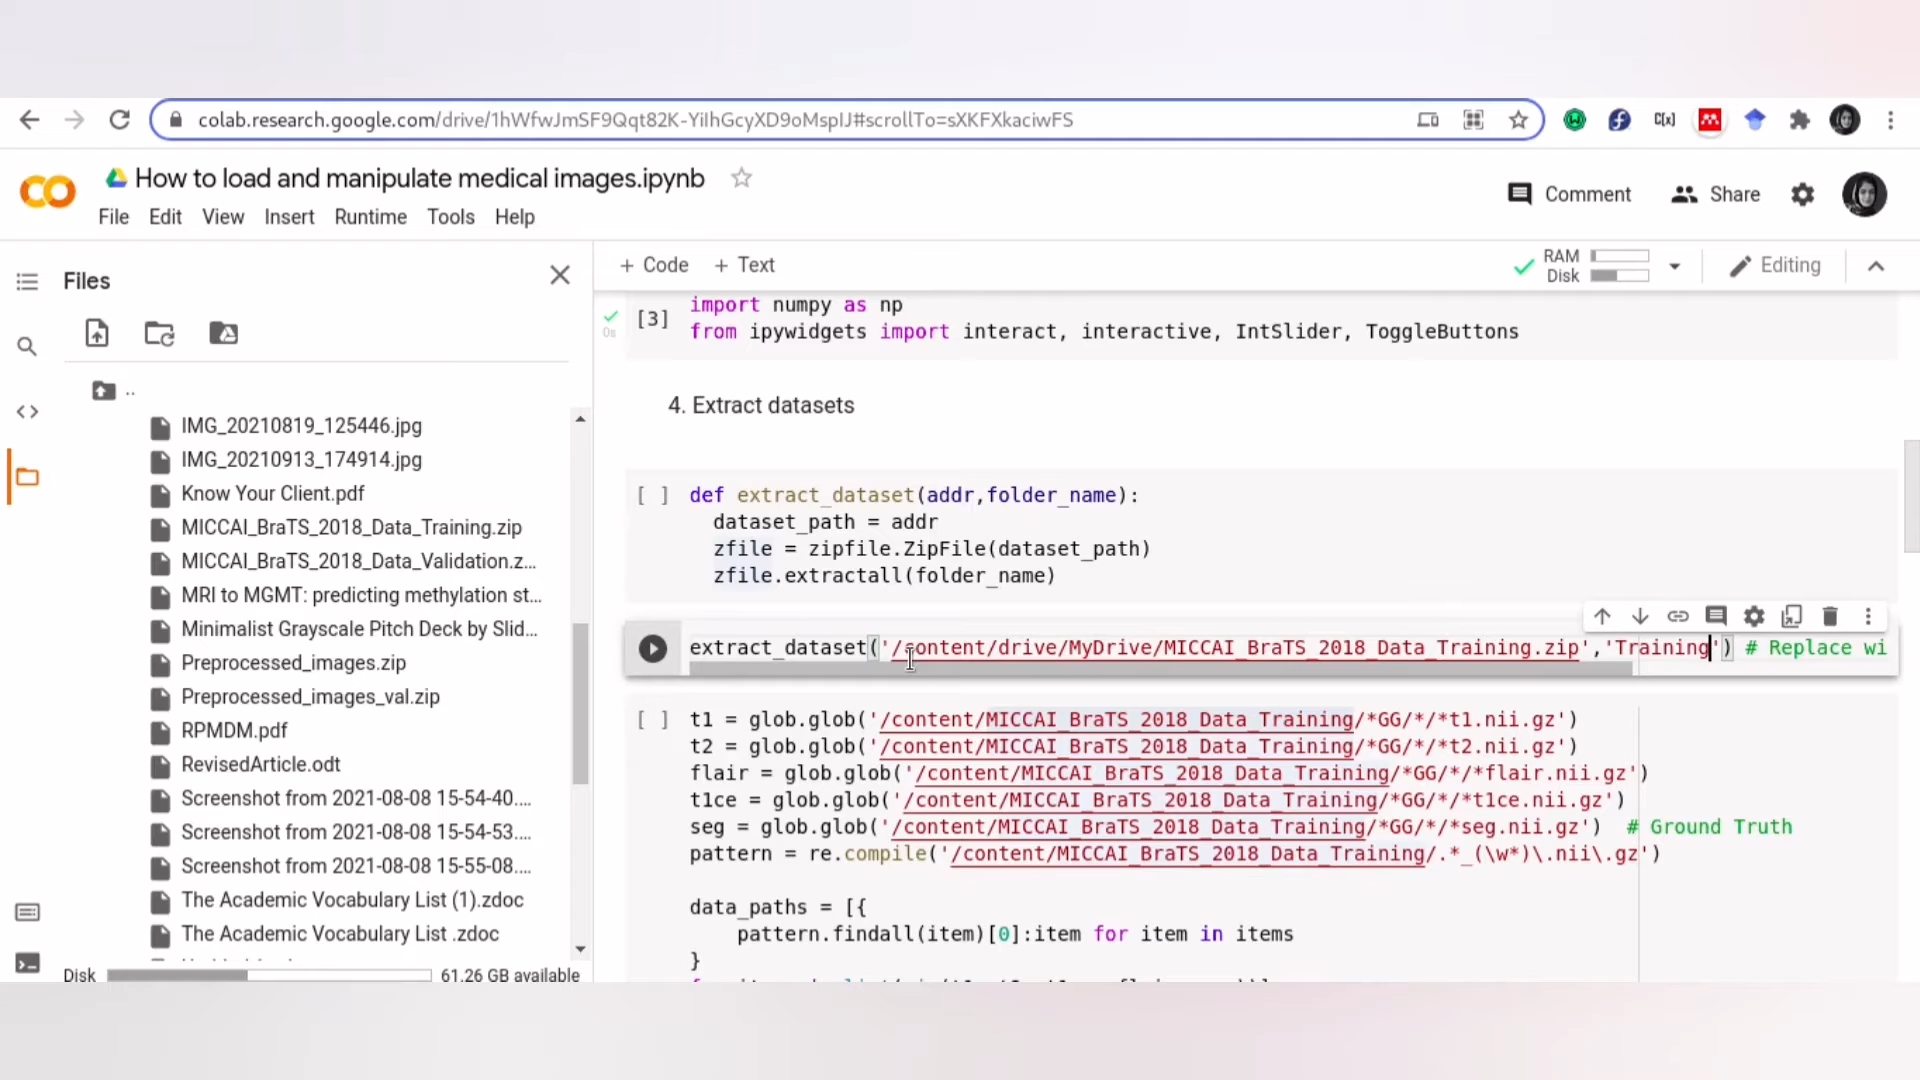 colab.research.google.com/drive/1hWfwJmSF9Qqt82K-YiIhGcyXD9oMspIJ#scrollTo=sXKFXkaciwFS
How to load and manipulate medical images.ipynb
File Edit View Insert Runtime Tools Help
Comment Share
Files
+ Code + Text
RAM
Disk
Editing
..
IMG_20210819_125446.jpg
IMG_20210913_174914.jpg
Know Your Client.pdf
MICCAI_BraTS_2018_Data_Training.zip
MICCAI_BraTS_2018_Data_Validation.z...
MRI to MGMT: predicting methylation st...
Minimalist Grayscale Pitch Deck by Slid...
Preprocessed_images.zip
Preprocessed_images_val.zip
RPMDM.pdf
RevisedArticle.odt
Screenshot from 2021-08-08 15-54-40....
Screenshot from 2021-08-08 15-54-53....
Screenshot from 2021-08-08 15-55-08....
The Academic Vocabulary List (1).zdoc
The Academic Vocabulary List .zdoc
Disk 61.26 GB available
[3] import numpy as np
0s
from ipywidgets import interact, interactive, IntSlider, ToggleButtons
4. Extract datasets
[ ] def extract_dataset(addr,folder_name):
dataset_path = addr
zfile = zipfile.ZipFile(dataset_path)
zfile.extractall(folder_name)
extract_dataset('/content/drive/MyDrive/MICCAI_BraTS_2018_Data_Training.zip','Training') # Replace wi
[ ] t1 = glob.glob('/content/MICCAI_BraTS_2018_Data_Training/*GG/*/*t1.nii.gz')
t2 = glob.glob('/content/MICCAI_BraTS_2018_Data_Training/*GG/*/*t2.nii.gz')
flair = glob.glob('/content/MICCAI_BraTS_2018_Data_Training/*GG/*/*flair.nii.gz')
t1ce = glob.glob('/content/MICCAI_BraTS_2018_Data_Training/*GG/*/*t1ce.nii.gz')
seg = glob.glob('/content/MICCAI_BraTS_2018_Data_Training/*GG/*/*seg.nii.gz') # Ground Truth
pattern = re.compile('/content/MICCAI_BraTS_2018_Data_Training/.*_(\w*)\.nii\.gz')
data_paths = [{
pattern.findall(item)[0]:item for item in items
}